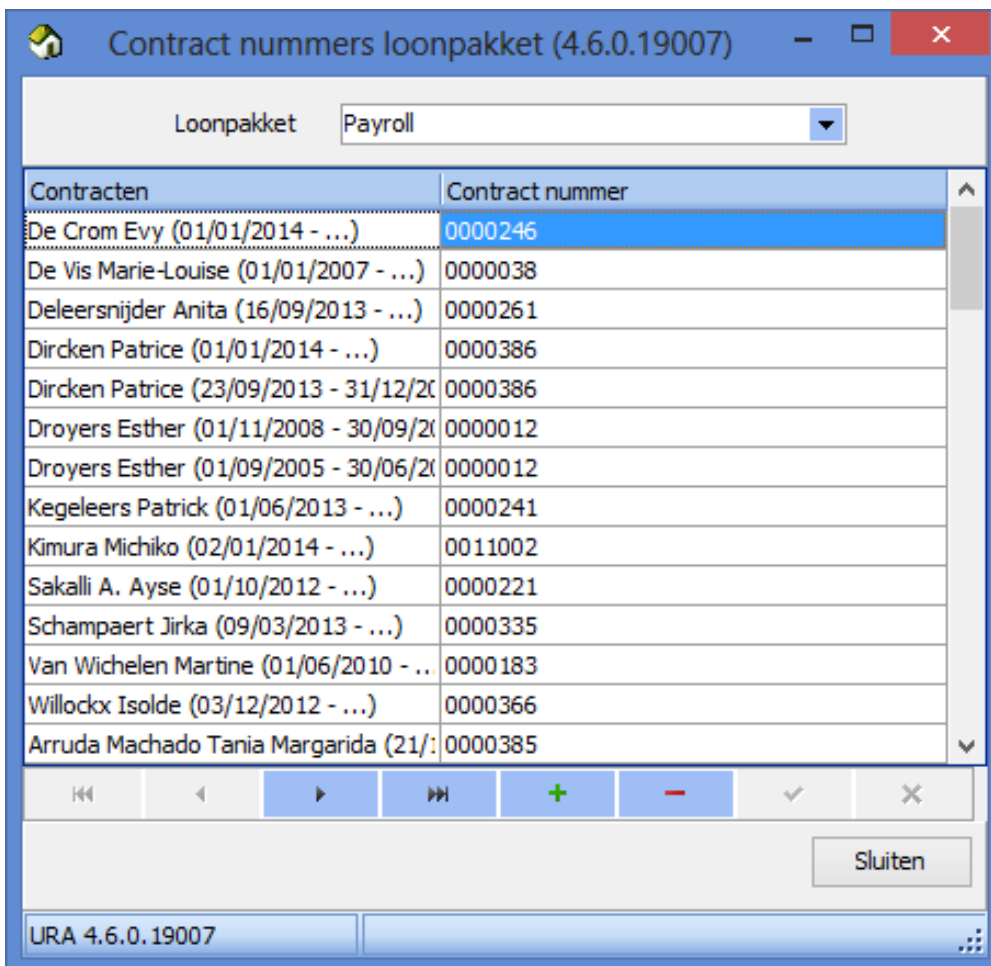 Contract nummers loonpakket (4.6.0.19007)
Loonpakket Payroll
Contracten Contract nummer
De Crom Evy (01/01/2014 - ...) 0000246
De Vis Marie-Louise (01/01/2007 - ...) 0000038
Deleersnijder Anita (16/09/2013 - ...) 0000261
Dircken Patrice (01/01/2014 - ...) 0000386
Dircken Patrice (23/09/2013 - 31/12/20 0000386
Droyers Esther (01/11/2008 - 30/09/20 0000012
Droyers Esther (01/09/2005 - 30/06/20 0000012
Kegeleers Patrick (01/06/2013 - ...) 0000241
Kimura Michiko (02/01/2014 - ...) 0011002
Sakalli A. Ayse (01/10/2012 - ...) 0000221
Schampaert Jirka (09/03/2013 - ...) 0000335
Van Wichelen Martine (01/06/2010 - .. 0000183
Willockx Isolde (03/12/2012 - ...) 0000366
Arruda Machado Tania Margarida (21/1 0000385
Sluiten
URA 4.6.0.19007